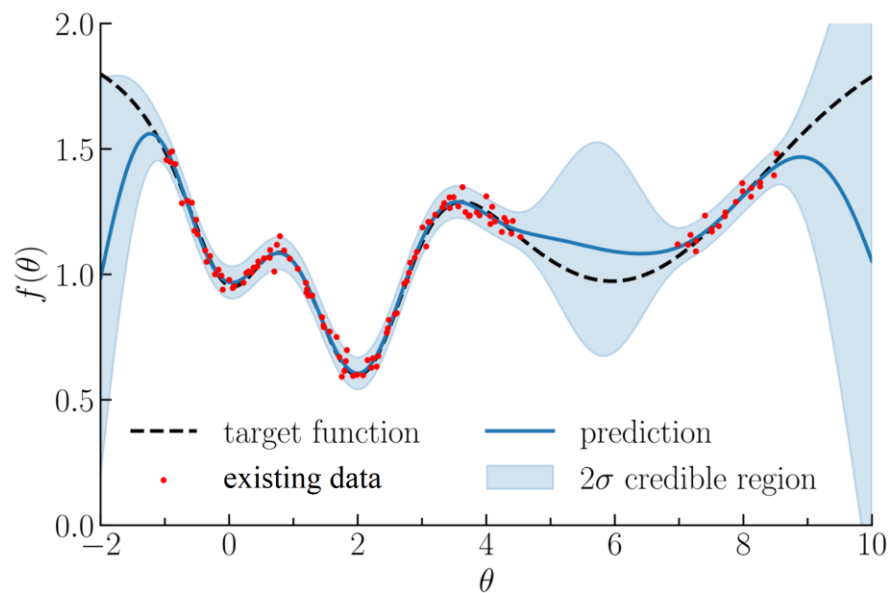 2.0
1.5
1.0
0.5
0.0
f(θ)
target function
prediction
existing data
2σ credible region
−2 0 2 4 6 8 10
θ